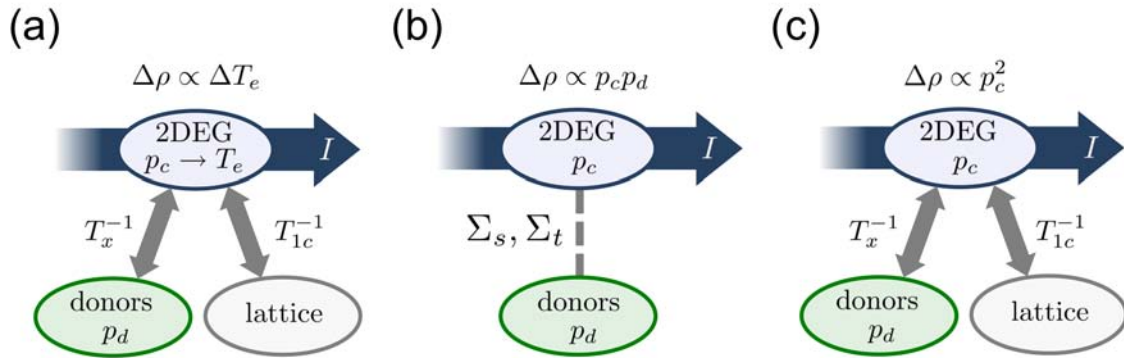 (a)
Δρ ∝ ΔT_e
2DEG
p_c → T_e
I
T_x^{-1}
T_{1c}^{-1}
donors
p_d
lattice
(b)
Δρ ∝ p_c p_d
2DEG
p_c
I
Σ_s, Σ_t
donors
p_d
(c)
Δρ ∝ p_c^2
2DEG
p_c
I
T_x^{-1}
T_{1c}^{-1}
donors
p_d
lattice